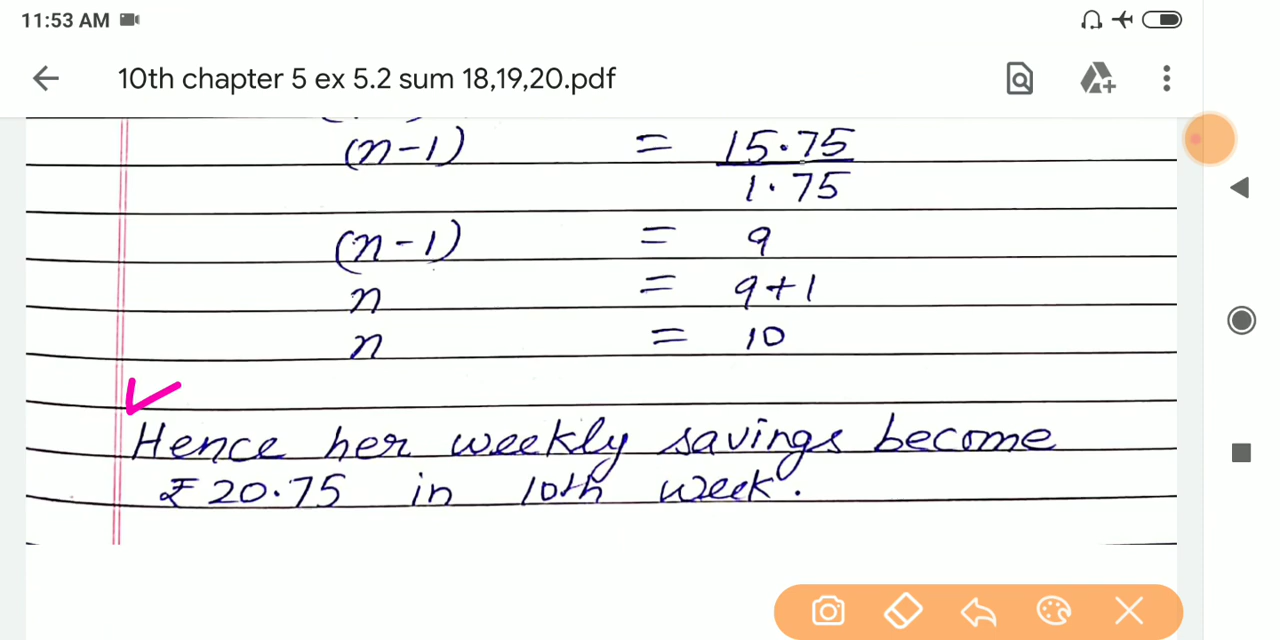 11:53 AM
10th chapter 5 ex 5.2 sum 18,19,20.pdf
(n-1) = 15.75
1.75
(n-1) = 9
n = 9+1
n = 10
Hence her weekly savings become
₹ 20.75 in 10th week.